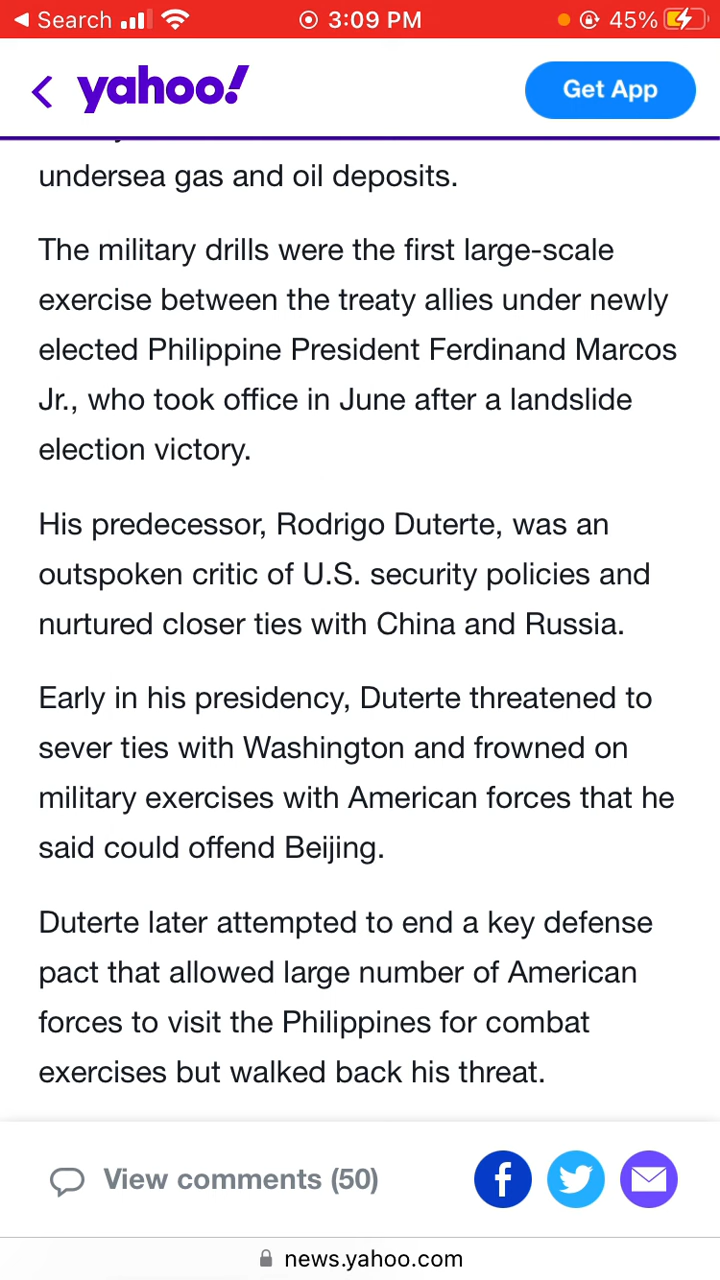 Search 3:09 PM 45%
yahoo! Get App
undersea gas and oil deposits.
The military drills were the first large-scale
exercise between the treaty allies under newly
elected Philippine President Ferdinand Marcos
Jr., who took office in June after a landslide
election victory.
His predecessor, Rodrigo Duterte, was an
outspoken critic of U.S. security policies and
nurtured closer ties with China and Russia.
Early in his presidency, Duterte threatened to
sever ties with Washington and frowned on
military exercises with American forces that he
said could offend Beijing.
Duterte later attempted to end a key defense
pact that allowed large number of American
forces to visit the Philippines for combat
exercises but walked back his threat.
View comments (50)
news.yahoo.com